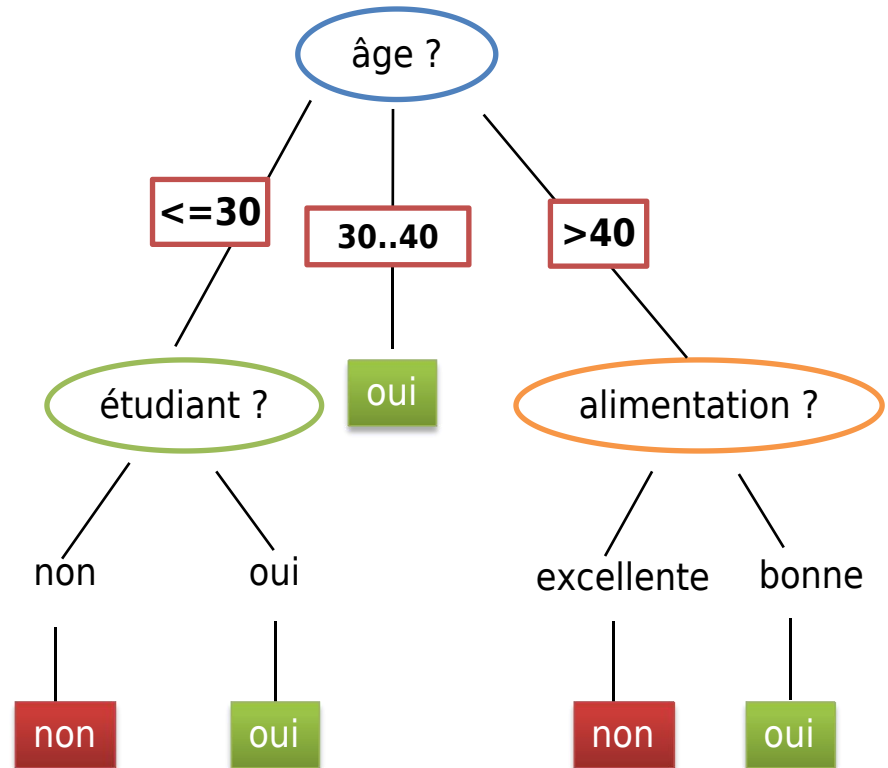 âge ?
<=30
30..40
>40
étudiant ?
oui
alimentation ?
non
oui
excellente
bonne
non
oui
non
oui